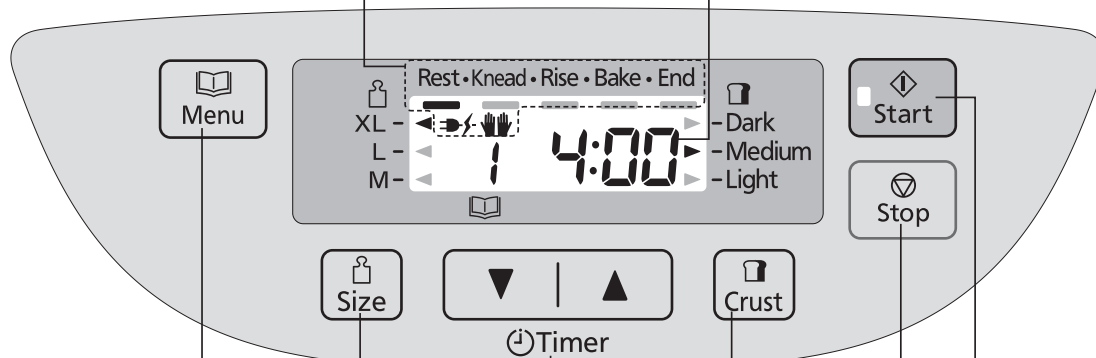 Rest • Knead • Rise • Bake • End
Menu
XL
L
M
1
4:00
Dark
Medium
Light
Start
Stop
Size
Crust
Timer